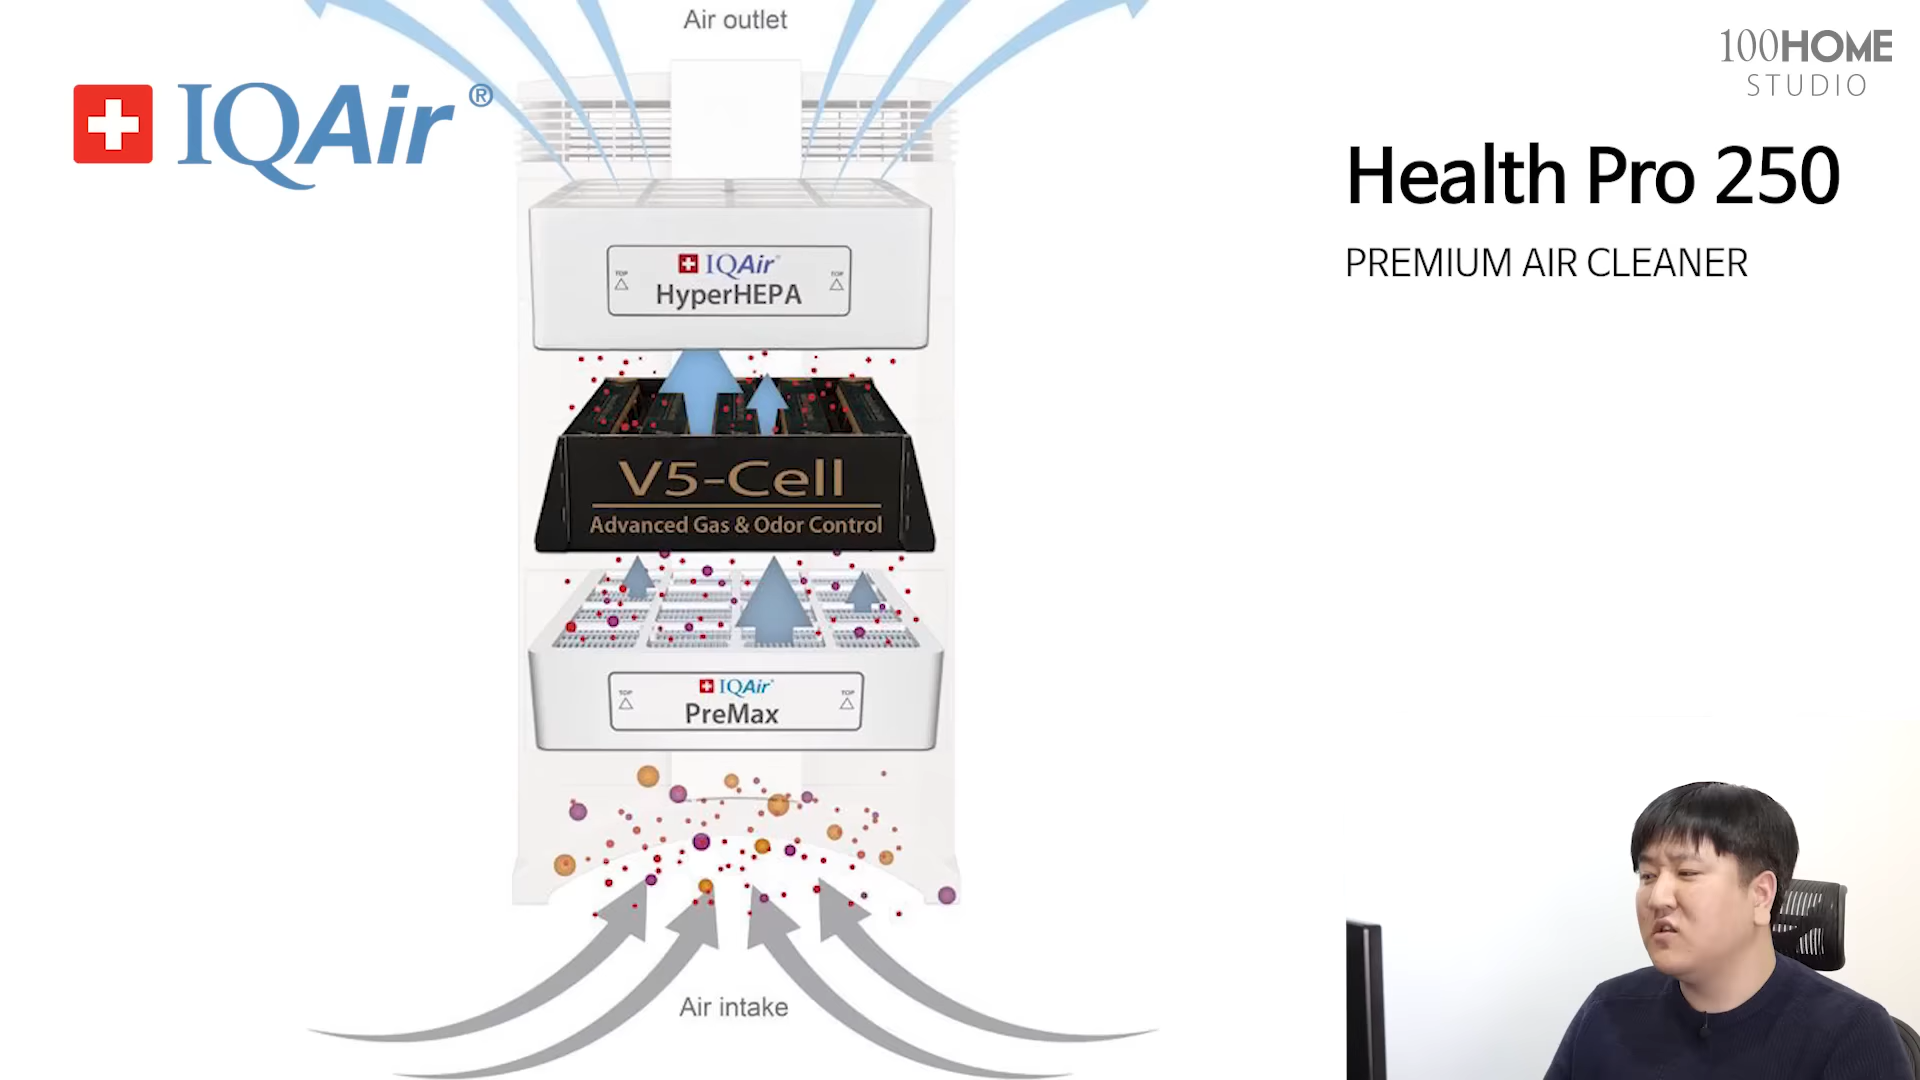 Air outlet
100HOME
STUDIO
IQAir®
Health Pro 250
PREMIUM AIR CLEANER
IQAir
TOP
TOP
HyperHEPA
V5-Cell
Advanced Gas & Odor Control
IQAir
TOP
TOP
PreMax
Air intake